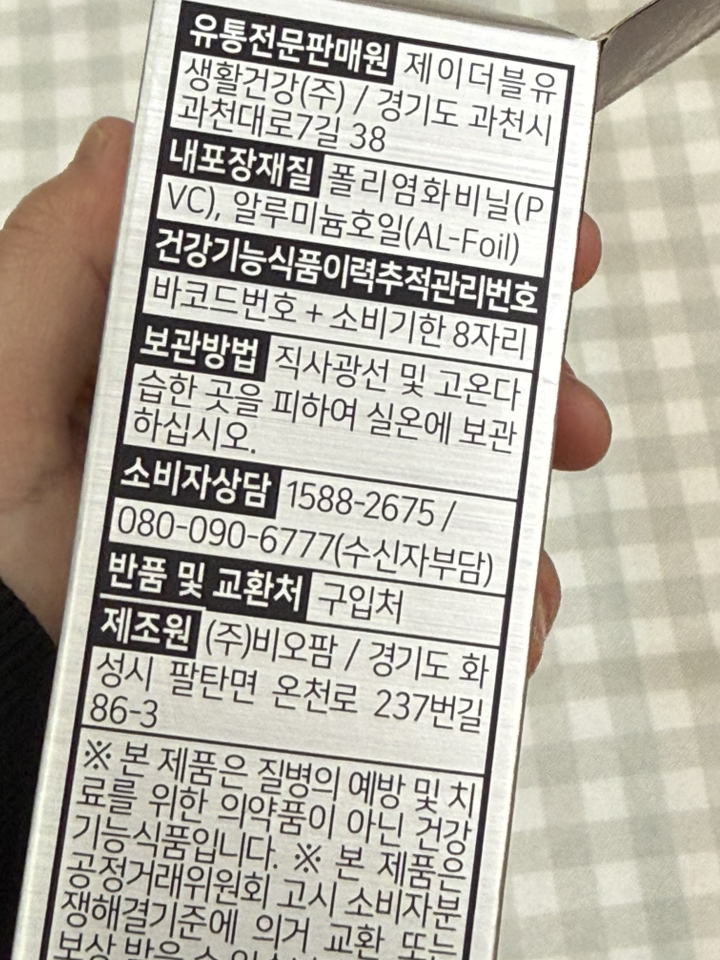 유통전문판매원 제이더블유
생활건강(주) / 경기도 과천시
과천대로7길 38
내포장재질 폴리염화비닐(P
VC), 알루미늄호일(AL-Foil)
건강기능식품이력추적관리번호
바코드번호 + 소비기한 8자리
보관방법 직사광선 및 고온다
습한 곳을 피하여 실온에 보관
하십시오.
소비자상담 1588-2675 /
080-090-6777(수신자부담)
반품 및 교환처 구입처
제조원 (주)비오팜 / 경기도 화
성시 팔탄면 온천로 237번길
86-3
※ 본 제품은 질병의 예방 및 치
료를 위한 의약품이 아닌 건강
기능식품입니다. ※ 본 제품은
공정거래위원회 고시 소비자분
쟁해결기준에 의거 교환 또는
보상 받을 수